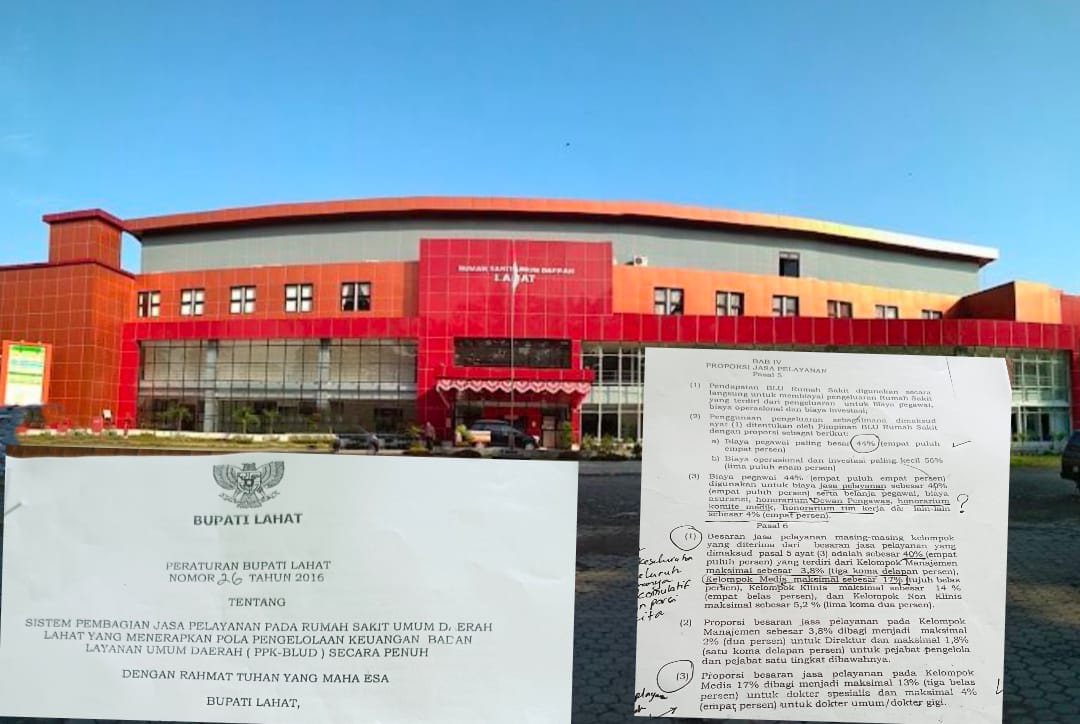 RUMAH SAKIT UMUM DAERAH
LAHAT
BUPATI LAHAT
PERATURAN BUPATI LAHAT
NOMOR 26 TAHUN 2016
TENTANG
SISTEM PEMBAGIAN JASA PELAYANAN PADA RUMAH SAKIT UMUM DAERAH
LAHAT YANG MENERAPKAN POLA PENGELOLAAN KEUANGAN BADAN
LAYANAN UMUM DAERAH ( PPK-BLUD ) SECARA PENUH
DENGAN RAHMAT TUHAN YANG MAHA ESA
BUPATI LAHAT,
BAB IV
PROPORSI JASA PELAYANAN
Pasal 5
(1) Pendapatan BLU Rumah Sakit digunakan secara
langsung untuk membiayai pengeluaran Rumah Sakit
yang terdiri dari pengeluaran untuk Biaya pegawai,
biaya operasional dan biaya investasi;
(2) Penggunaan pengeluaran sebagaimana dimaksud
ayat (1) ditentukan oleh Pimpinan BLU Rumah Sakit
dengan proporsi sebagai berikut:
a) Biaya pegawai paling besar 44% (empat puluh
empat persen)
b) Biaya operasional dan investasi paling kecil 56%
(lima puluh enam persen)
(3) Biaya pegawai 44% (empat puluh empat persen)
digunakan untuk biaya jasa pelayanan sebesar 40%
(empat puluh persen) serta belanja pegawai, biaya
asuransi, honorarium Dewan Pengawas, honorarium
komite medik, honorarium tim kerja dan lain-lain
sebesar 4% (empat persen).
?
Pasal 6
(1) Besaran jasa pelayanan masing-masing kelompok
yang diterima dari besaran jasa pelayanan yang
dimaksud pasal 5 ayat (3) adalah sebesar 40% (empat
puluh persen) yang terdiri dari Kelompok Manajemen
maksimal sebesar 3,8% (tiga koma delapan persen),
Kelompok Medis maksimal sebesar 17% (tujuh belas
persen), Kelompok Klinis maksimal sebesar 14 %
(empat belas persen), dan Kelompok Non Klinis
maksimal sebesar 5,2 % (lima koma dua persen).
(2) Proporsi besaran jasa pelayanan pada Kelompok
Manajemen sebesar 3,8% dibagi menjadi maksimal
2% (dua persen) untuk Direktur dan maksimal 1,8%
(satu koma delapan persen) untuk pejabat pengelola
dan pejabat satu tingkat dibawahnya.
(3) Proporsi besaran jasa pelayanan pada Kelompok
Medis 17% dibagi menjadi maksimal 13% (tiga belas
persen) untuk dokter spesialis dan maksimal 4%
(empat persen) untuk dokter umum/dokter gigi.